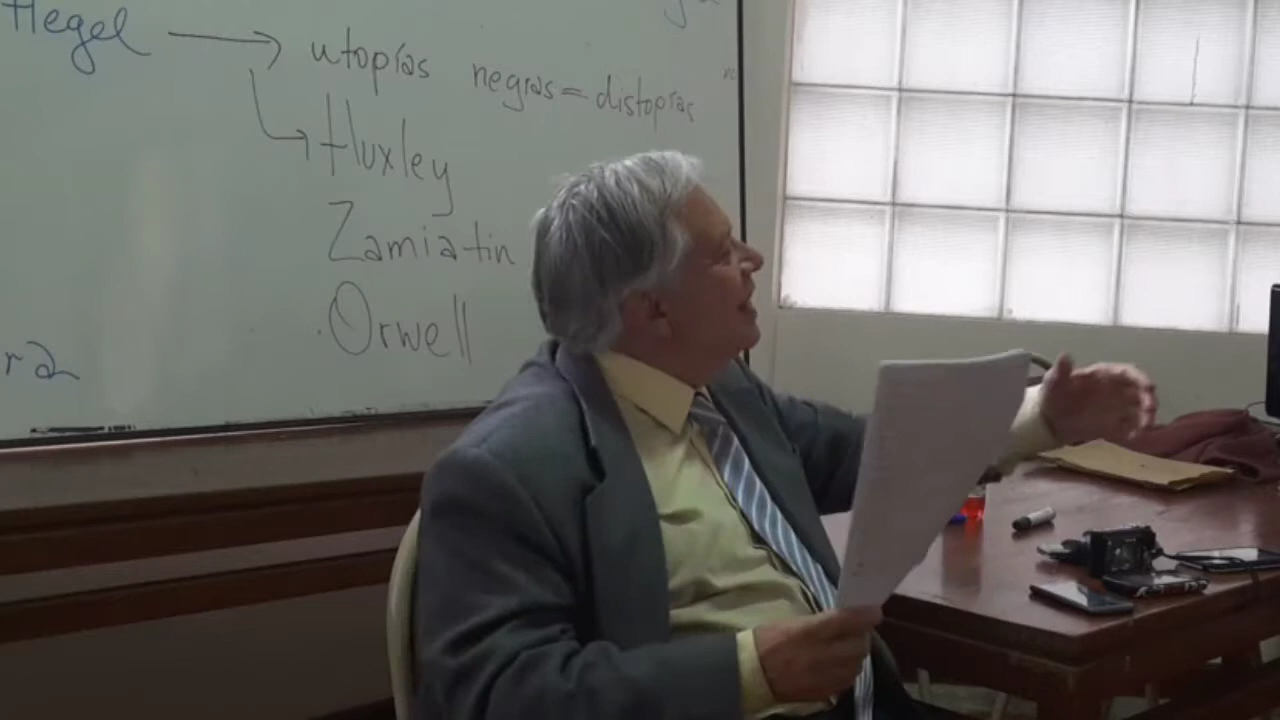 Hegel → utopías negras = distopías
→ Huxley
Zamiatin
Orwell